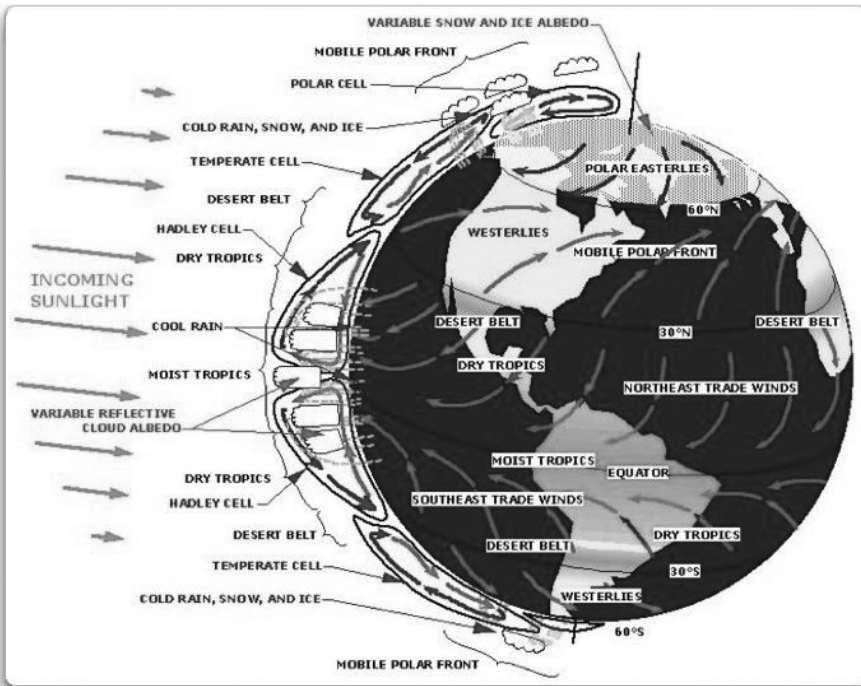 VARIABLE SNOW AND ICE ALBEDO
MOBILE POLAR FRONT
POLAR CELL
COLD RAIN, SNOW, AND ICE
TEMPERATE CELL
POLAR EASTERLIES
DESERT BELT
60°N
HADLEY CELL
WESTERLIES
DRY TROPICS
MOBILE POLAR FRONT
INCOMING
SUNLIGHT
COOL RAIN
DESERT BELT
30°N
DESERT BELT
DRY TROPICS
MOIST TROPICS
NORTHEAST TRADE WINDS
VARIABLE REFLECTIVE
CLOUD ALBEDO
MOIST TROPICS
EQUATOR
DRY TROPICS
HADLEY CELL
SOUTHEAST TRADE WINDS
DESERT BELT
DESERT BELT
DRY TROPICS
TEMPERATE CELL
30°S
COLD RAIN, SNOW, AND ICE
WESTERLIES
60°S
MOBILE POLAR FRONT